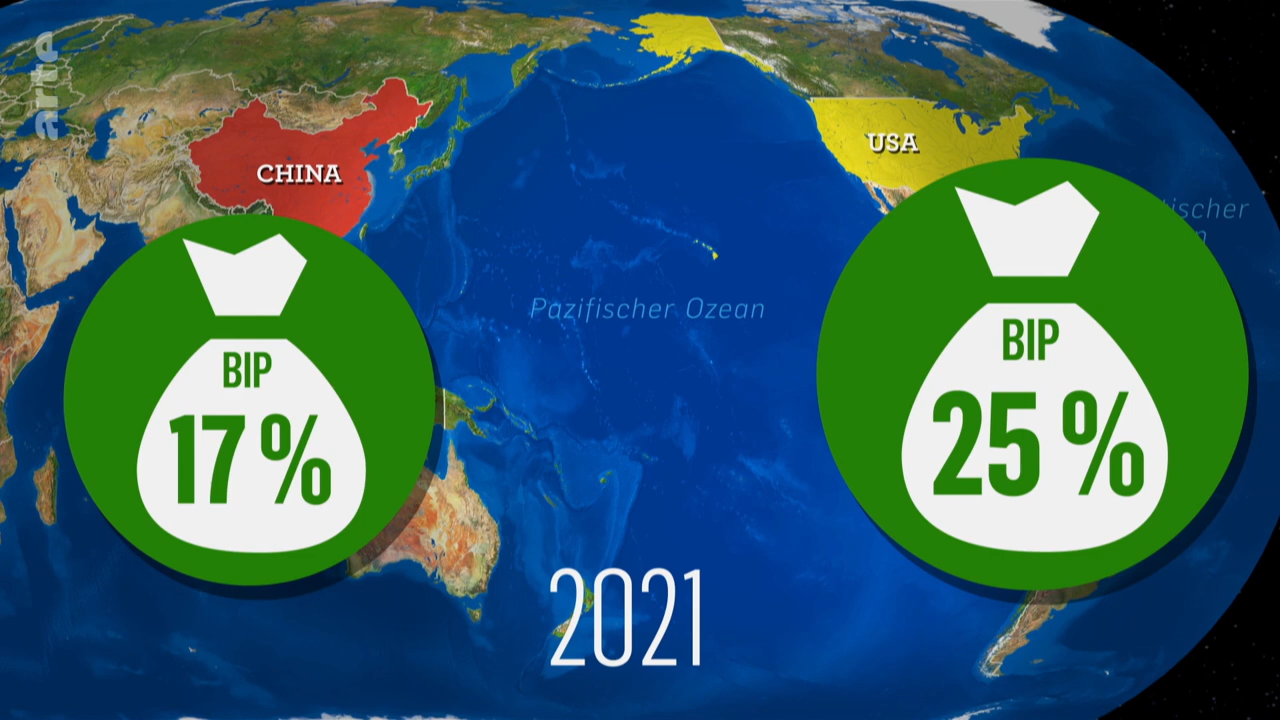 arte
CHINA
USA
Pazifischer Ozean
BIP
17 %
BIP
25 %
2021